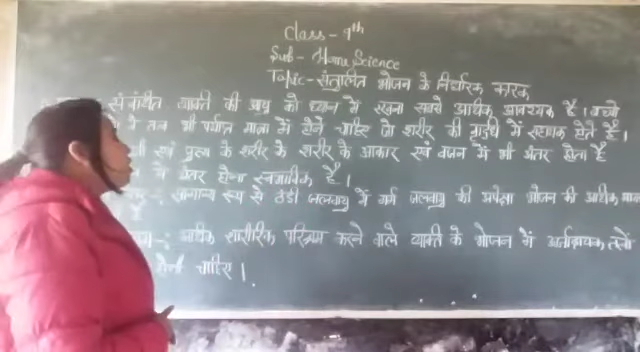 Class - 9th
Sub - Home Science
Topic - संतुलित भोजन के निर्धारक कारक
संबंधित व्यक्ति की आयु को ध्यान में रखना सबसे अधिक आवश्यक है। बच्चों
तत्व भी पर्याप्त मात्रा में होने चाहिए जो शरीर की वृद्धि में सहायक होते हैं।
एवं पुरुष के शरीर के शरीर के आकार एवं वजन में भी अंतर होता है
अंतर होना स्वभाविक है।
: सामान्य रूप से ठंडी जलवायु में गर्म जलवायु की अपेक्षा भोजन की अधिक
: अधिक शारीरिक परिश्रम करने वाले व्यक्ति के भोजन में तत्वों
होनी चाहिए।